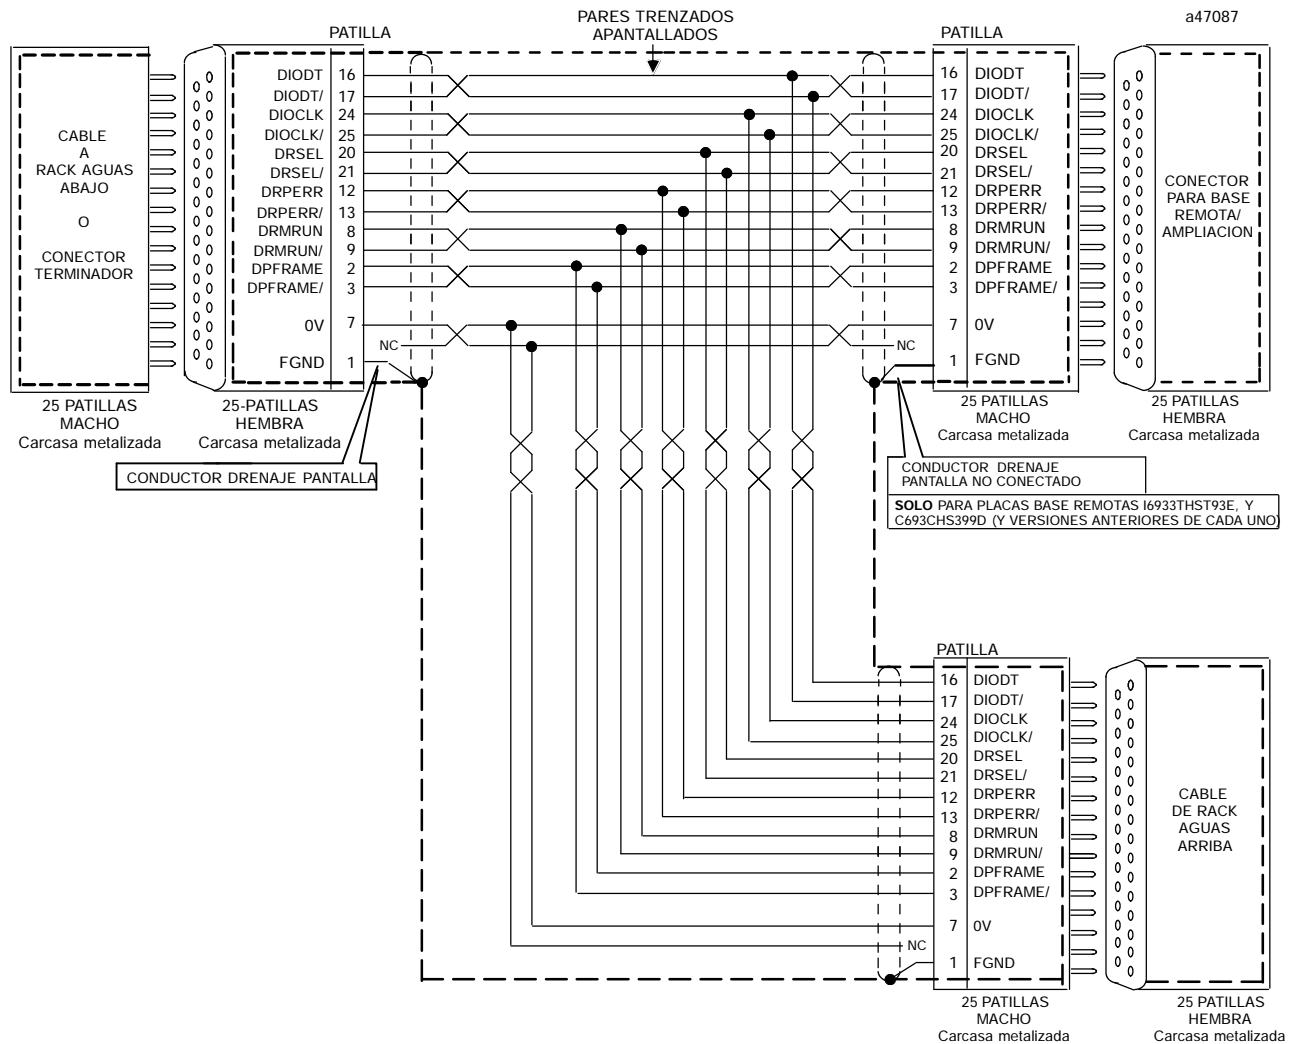 PARES TRENZADOS
APANTALLADOS
a47087
PATILLA
PATILLA
CABLE
A
RACK AGUAS
ABAJO
O
CONECTOR
TERMINADOR
DIODT 16
DIODT/ 17
DIOCLK 24
DIOCLK/ 25
DRSEL 20
DRSEL/ 21
DRPERR 12
DRPERR/ 13
DRMRUN 8
DRMRUN/ 9
DPFRAME 2
DPFRAME/ 3
0V 7
NC
FGND 1
16 DIODT
17 DIODT/
24 DIOCLK
25 DIOCLK/
20 DRSEL
21 DRSEL/
12 DRPERR
13 DRPERR/
8 DRMRUN
9 DRMRUN/
2 DPFRAME
3 DPFRAME/
7 0V
NC
1 FGND
CONECTOR
PARA BASE
REMOTA/
AMPLIACION
25 PATILLAS
MACHO
Carcasa metalizada
25-PATILLAS
HEMBRA
Carcasa metalizada
25 PATILLAS
MACHO
Carcasa metalizada
25 PATILLAS
HEMBRA
Carcasa metalizada
CONDUCTOR DRENAJE PANTALLA
CONDUCTOR DRENAJE
PANTALLA NO CONECTADO
SOLO PARA PLACAS BASE REMOTAS I6933THST93E, Y
C693CHS399D (Y VERSIONES ANTERIORES DE CADA UNO)
PATILLA
16 DIODT
17 DIODT/
24 DIOCLK
25 DIOCLK/
20 DRSEL
21 DRSEL/
12 DRPERR
13 DRPERR/
8 DRMRUN
9 DRMRUN/
2 DPFRAME
3 DPFRAME/
7 0V
NC
1 FGND
CABLE
DE RACK
AGUAS
ARRIBA
25 PATILLAS
MACHO
Carcasa metalizada
25 PATILLAS
HEMBRA
Carcasa metalizada